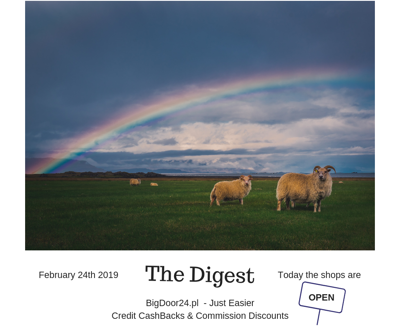 February 24th 2019
The Digest
Today the shops are
OPEN
BigDoor24.pl - Just Easier
Credit CashBacks & Commission Discounts